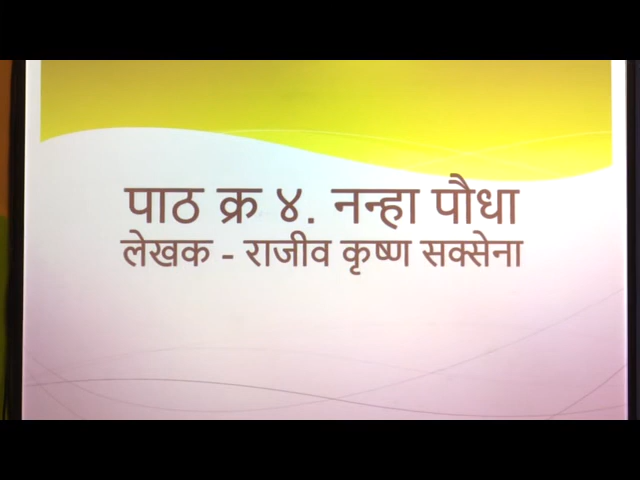 पाठ क्र ४. नन्हा पौधा
लेखक - राजीव कृष्ण सक्सेना